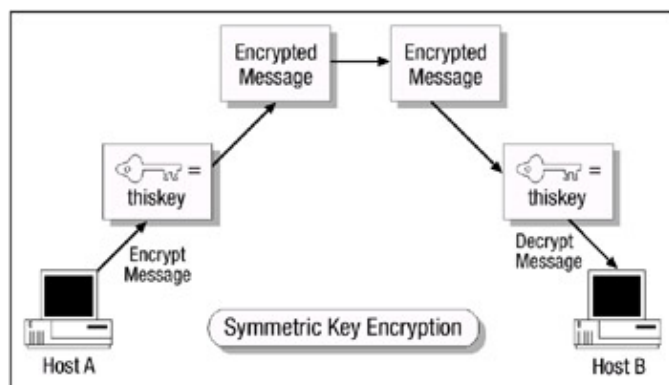 Encrypted
Message
Encrypted
Message
=
thiskey
=
thiskey
Encrypt
Message
Decrypt
Message
Symmetric Key Encryption
Host A
Host B